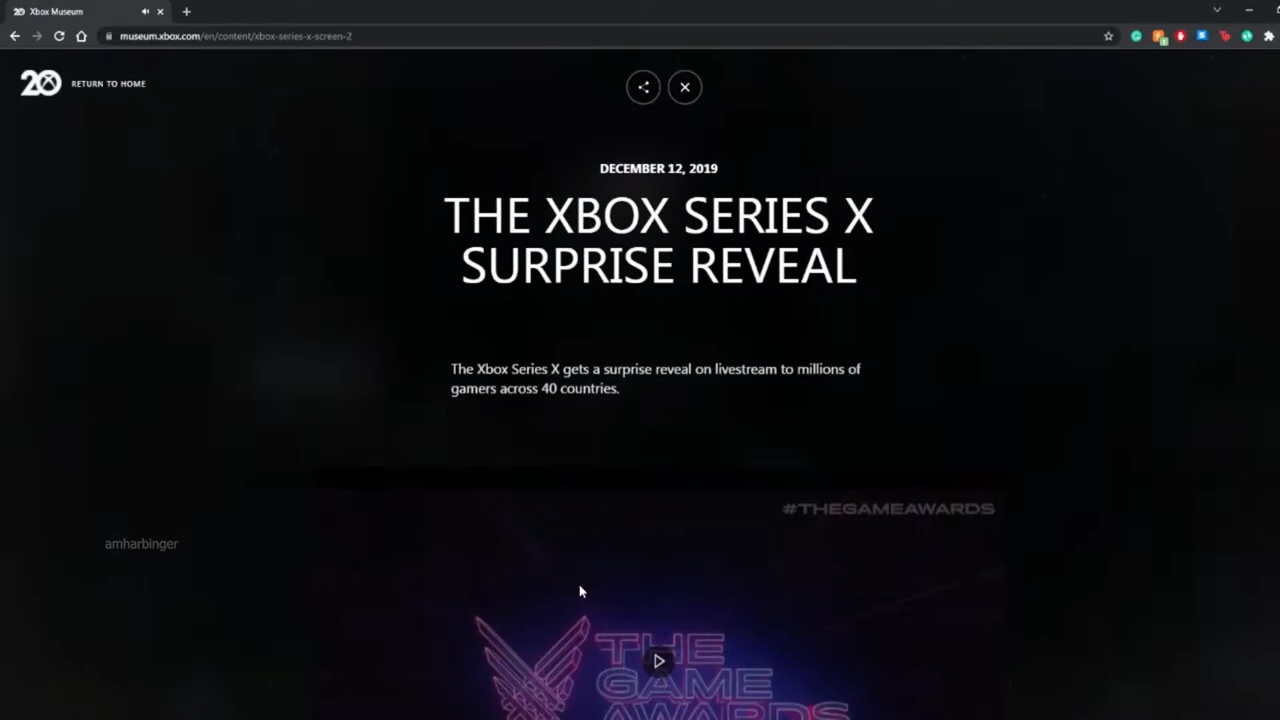 Xbox Museum
museum.xbox.com/en/content/xbox-series-x-screen-2
20 RETURN TO HOME
DECEMBER 12, 2019
THE XBOX SERIES X
SURPRISE REVEAL
The Xbox Series X gets a surprise reveal on livestream to millions of
gamers across 40 countries.
#THEGAMEAWARDS
amharbinger
THE
GAME
AWARDS